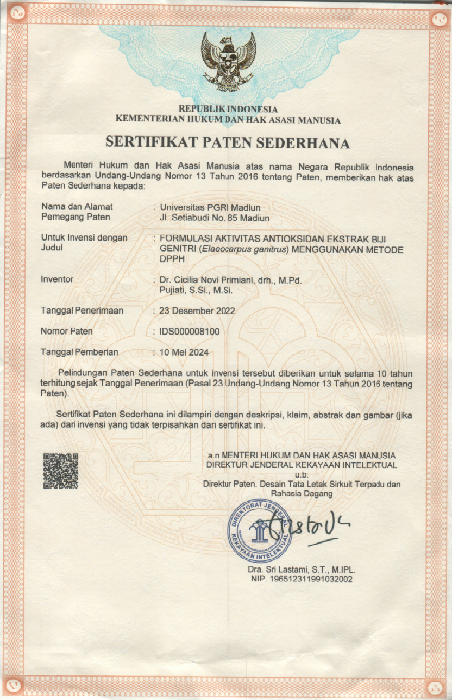 REPUBLIK INDONESIA
KEMENTERIAN HUKUM DAN HAK ASASI MANUSIA
SERTIFIKAT PATEN SEDERHANA
Menteri Hukum dan Hak Asasi Manusia atas nama Negara Republik Indonesia
berdasarkan Undang-Undang Nomor 13 Tahun 2016 tentang Paten, memberikan hak atas
Paten Sederhana kepada:
Nama dan Alamat : Universitas PGRI Madiun
Pemegang Paten Jl. Setiabudi No. 85 Madiun
Untuk Invensi dengan : FORMULASI AKTIVITAS ANTIOKSIDAN EKSTRAK BIJI
Judul GENITRI (Elaeocarpus ganitrus) MENGGUNAKAN METODE
DPPH
Inventor : Dr. Cicilia Novi Primiani, drh., M.Pd.
Pujiati, S.Si., M.Si.
Tanggal Penerimaan : 23 Desember 2022
Nomor Paten : IDS000008100
Tanggal Pemberian : 10 Mei 2024
Pelindungan Paten Sederhana untuk invensi tersebut diberikan untuk selama 10 tahun
terhitung sejak Tanggal Penerimaan (Pasal 23 Undang-Undang Nomor 13 Tahun 2016 tentang
Paten).
Sertifikat Paten Sederhana ini dilampiri dengan deskripsi, klaim, abstrak dan gambar (jika
ada) dari invensi yang tidak terpisahkan dari sertifikat ini.
a.n MENTERI HUKUM DAN HAK ASASI MANUSIA
DIREKTUR JENDERAL KEKAYAAN INTELEKTUAL
u.b.
Direktur Paten, Desain Tata Letak Sirkuit Terpadu dan
Rahasia Dagang
DIREKTORAT JENDERAL
KEKAYAAN INTELEKTUAL
Dra. Sri Lastami, S.T., M.IPL.
NIP. 196512311991032002